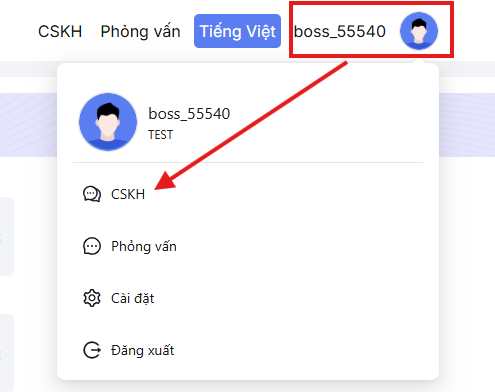 CSKH Phỏng vấn Tiếng Việt boss_55540
boss_55540
TEST
CSKH
Phỏng vấn
Cài đặt
Đăng xuất